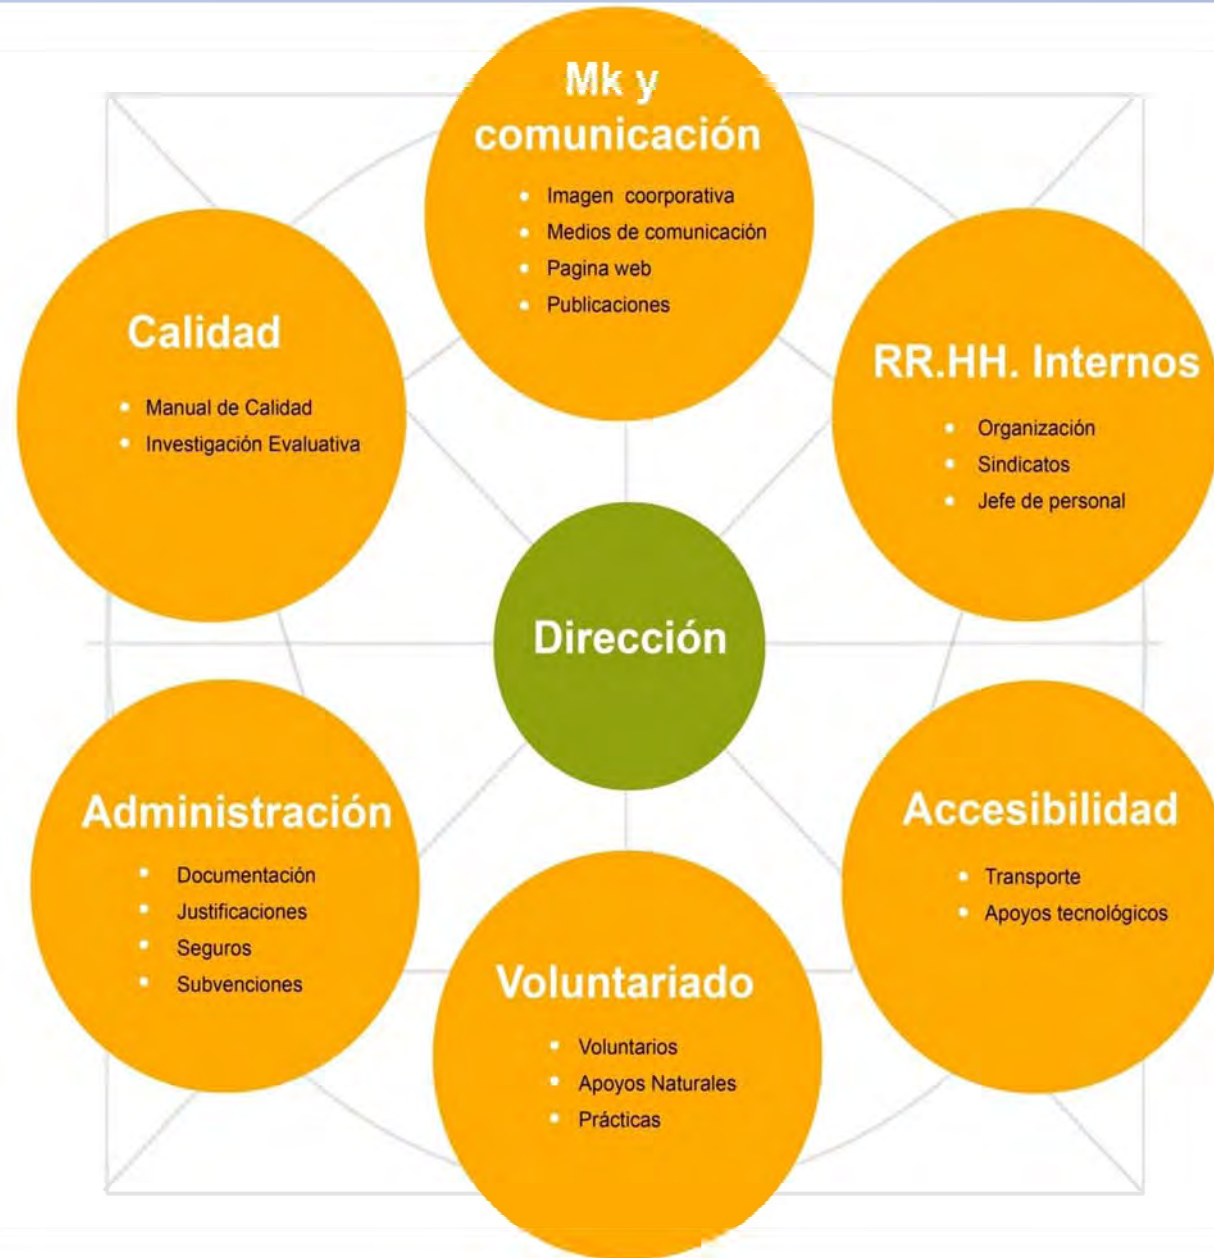 Mk y
comunicación
Imagen coorporativa
Medios de comunicación
Pagina web
Publicaciones
Calidad
Manual de Calidad
Investigación Evaluativa
RR.HH. Internos
Organización
Sindicatos
Jefe de personal
Dirección
Administración
Documentación
Justificaciones
Seguros
Subvenciones
Accesibilidad
Transporte
Apoyos tecnológicos
Voluntariado
Voluntarios
Apoyos Naturales
Prácticas